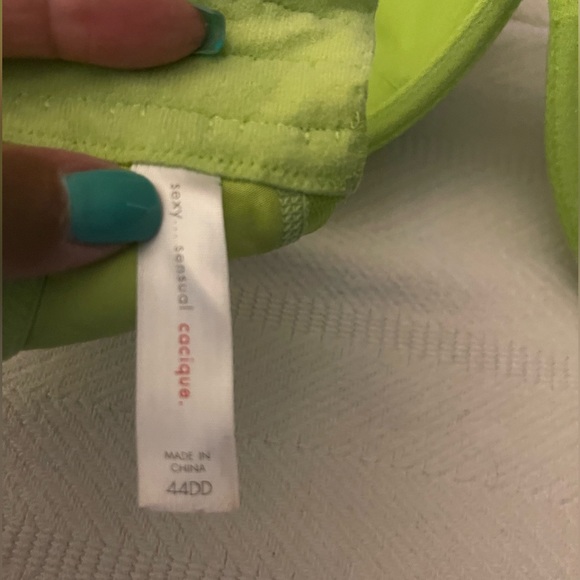 sexy... sensual cacique.
MADE IN
CHINA
44DD